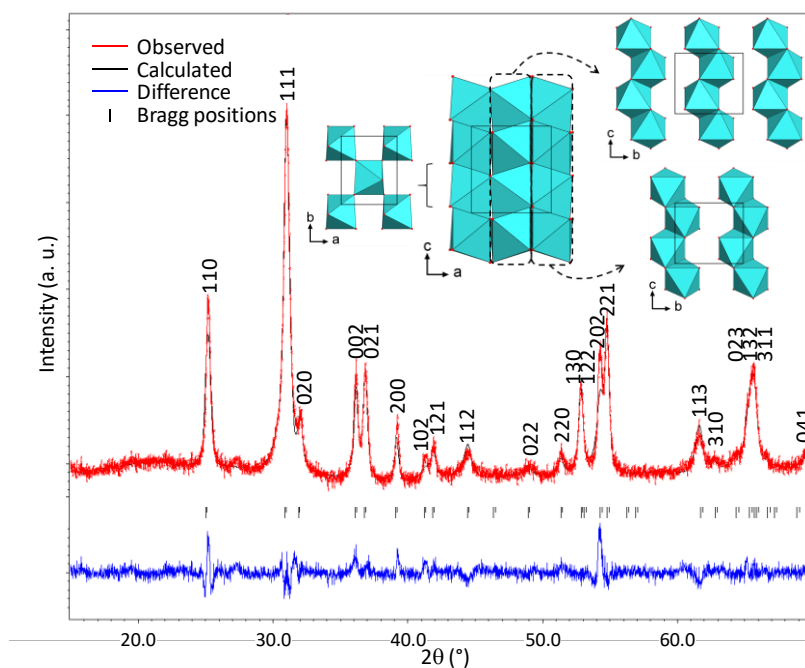 Observed
Calculated
Difference
Bragg positions
c
b
b
a
c
a
c
b
110
111
020
002
021
200
102
121
112
022
220
130
122
202
221
113
310
023
132
311
041
Intensity (a. u.)
20.0 30.0 40.0 50.0 60.0
2θ (°)